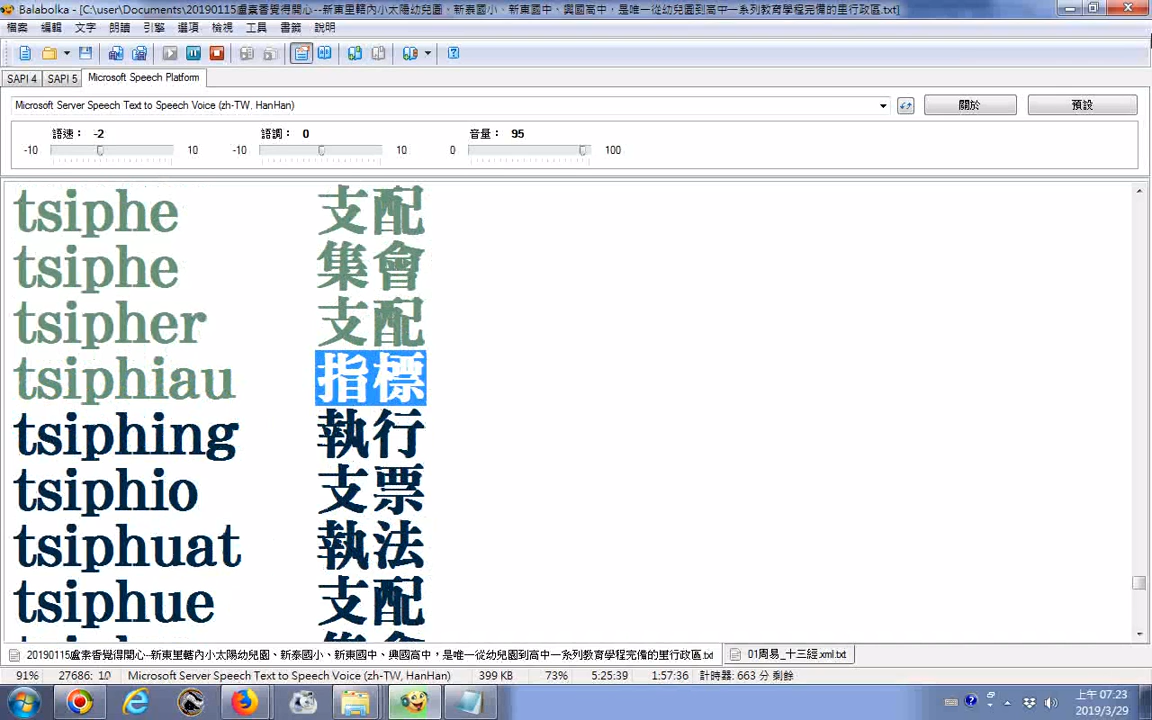 Balabolka - [C:\user\Documents\20190115盧素香覺得開心--新東里轄內小太陽幼兒園、新泰國小、新東國中、興國高中，是唯一從幼兒園到高中一系列教育學程完備的里行政區.txt]
檔案 編輯 文字 朗讀 引擎 選項 檢視 工具 書籤 說明
SAPI 4 SAPI 5 Microsoft Speech Platform
Microsoft Server Speech Text to Speech Voice (zh-TW, HanHan) 關於 預設
語速： -2 語調： 0 音量： 95
-10 10 -10 10 0 100
tsiphe 支配
tsiphe 集會
tsipher 支配
tsiphiau 指標
tsiphing 執行
tsiphio 支票
tsiphuat 執法
tsiphue 支配
20190115盧素香覺得開心--新東里轄內小太陽幼兒園、新泰國小、新東國中、興國高中，是唯一從幼兒園到高中一系列教育學程完備的里行政區.txt 01周易_十三經.xml.txt
91% 27686: 10 Microsoft Server Speech Text to Speech Voice (zh-TW, HanHan) 399 KB 73% 5:25:39 1:57:36 計時器: 663 分 剩餘
上午 07:23
2019/3/29